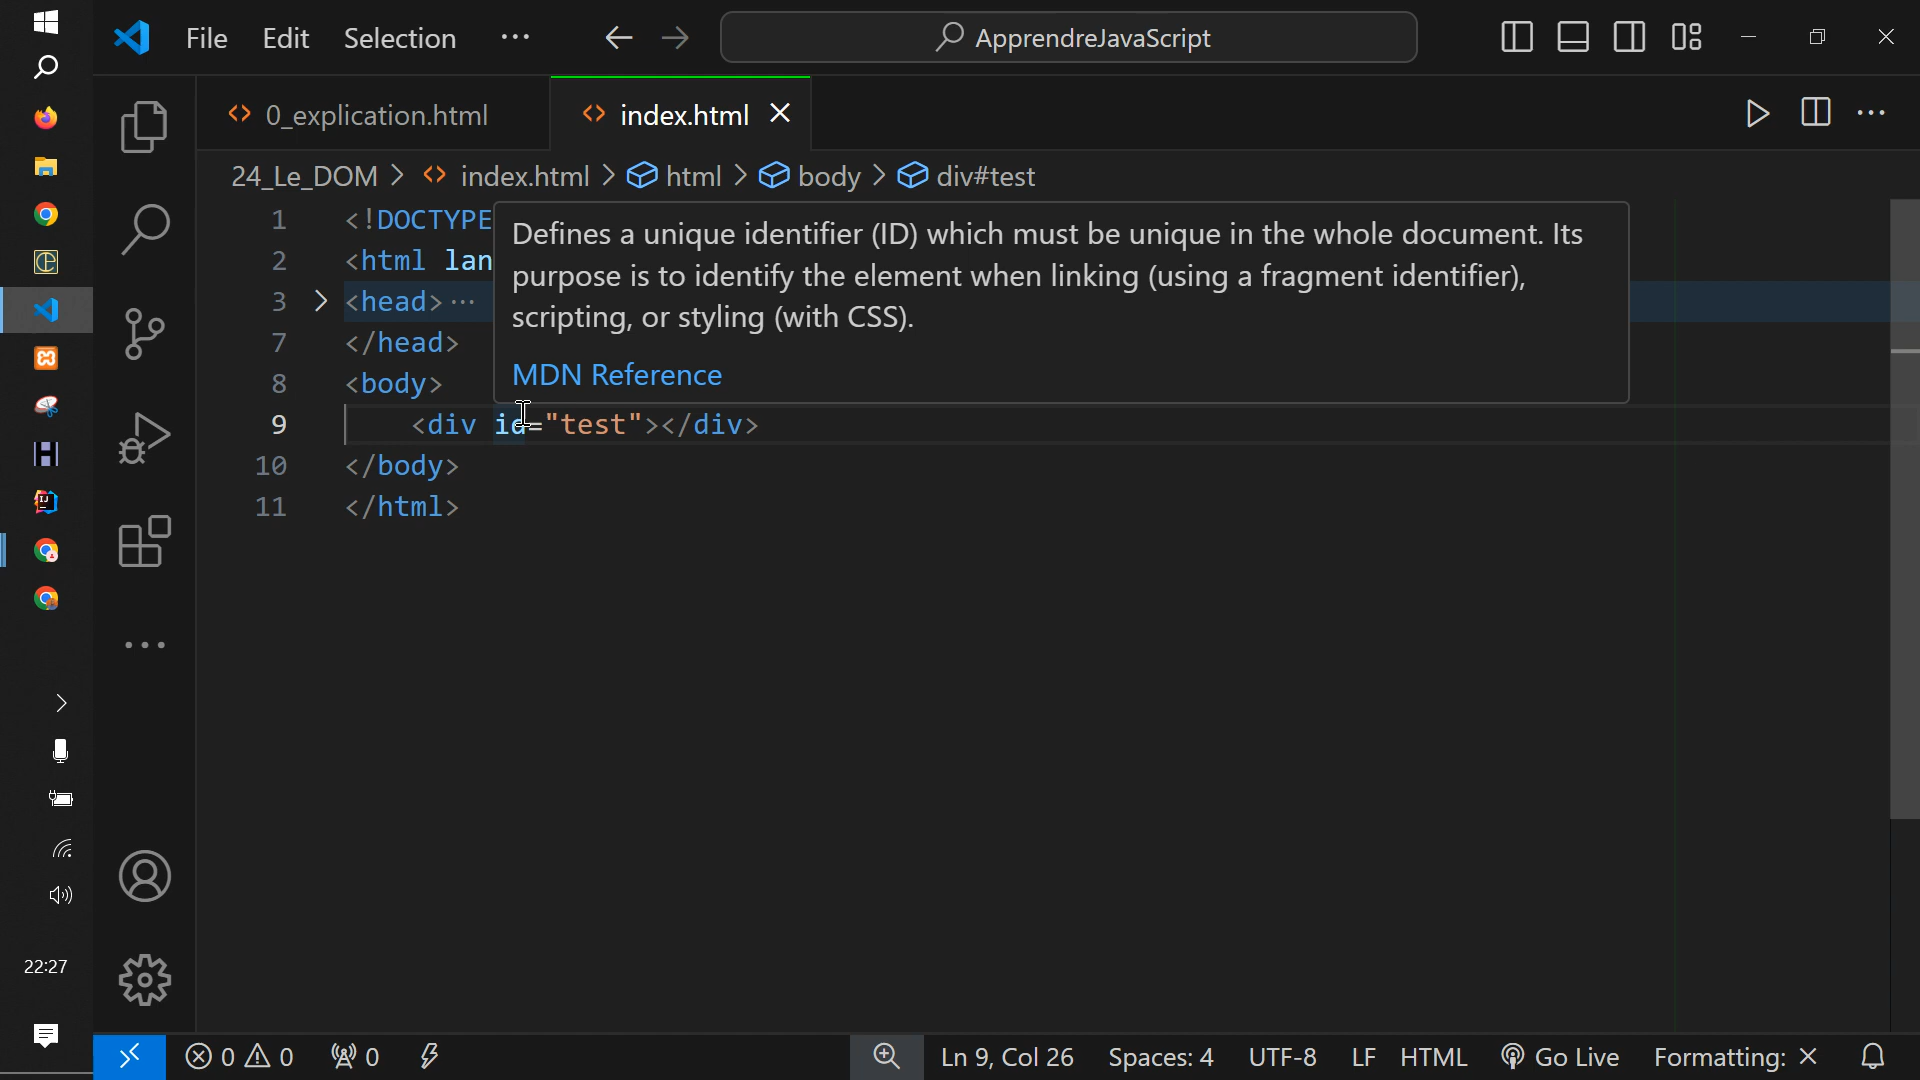 File Edit Selection ··· ApprendreJavaScript
0_explication.html index.html
24_Le_DOM > index.html > html > body > div#test
1 <!DOCTYPE
2 <html lan
3 <head>···
7 </head>
8 <body>
9 <div id="test"></div>
10 </body>
11 </html>
Defines a unique identifier (ID) which must be unique in the whole document. Its
purpose is to identify the element when linking (using a fragment identifier),
scripting, or styling (with CSS).
MDN Reference
22:27
0 0 0 Ln 9, Col 26 Spaces: 4 UTF-8 LF HTML Go Live Formatting: ×